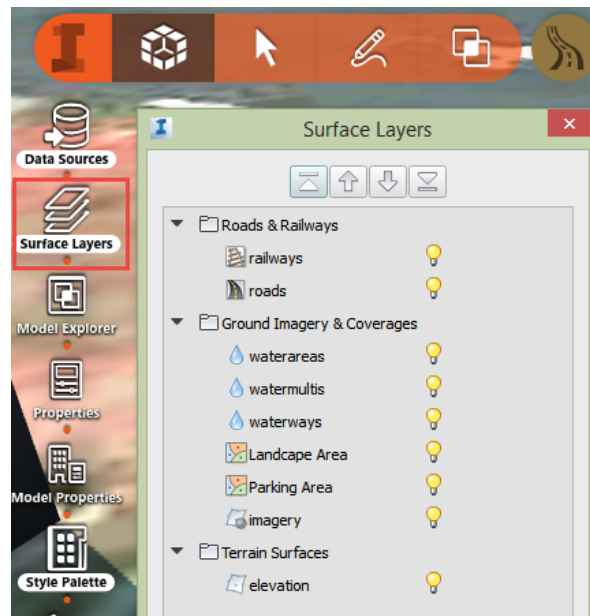 Data Sources
Surface Layers
Model Explorer
Properties
Model Properties
Style Palette
Surface Layers
Roads & Railways
railways
roads
Ground Imagery & Coverages
waterareas
watermultis
waterways
Landcape Area
Parking Area
imagery
Terrain Surfaces
elevation